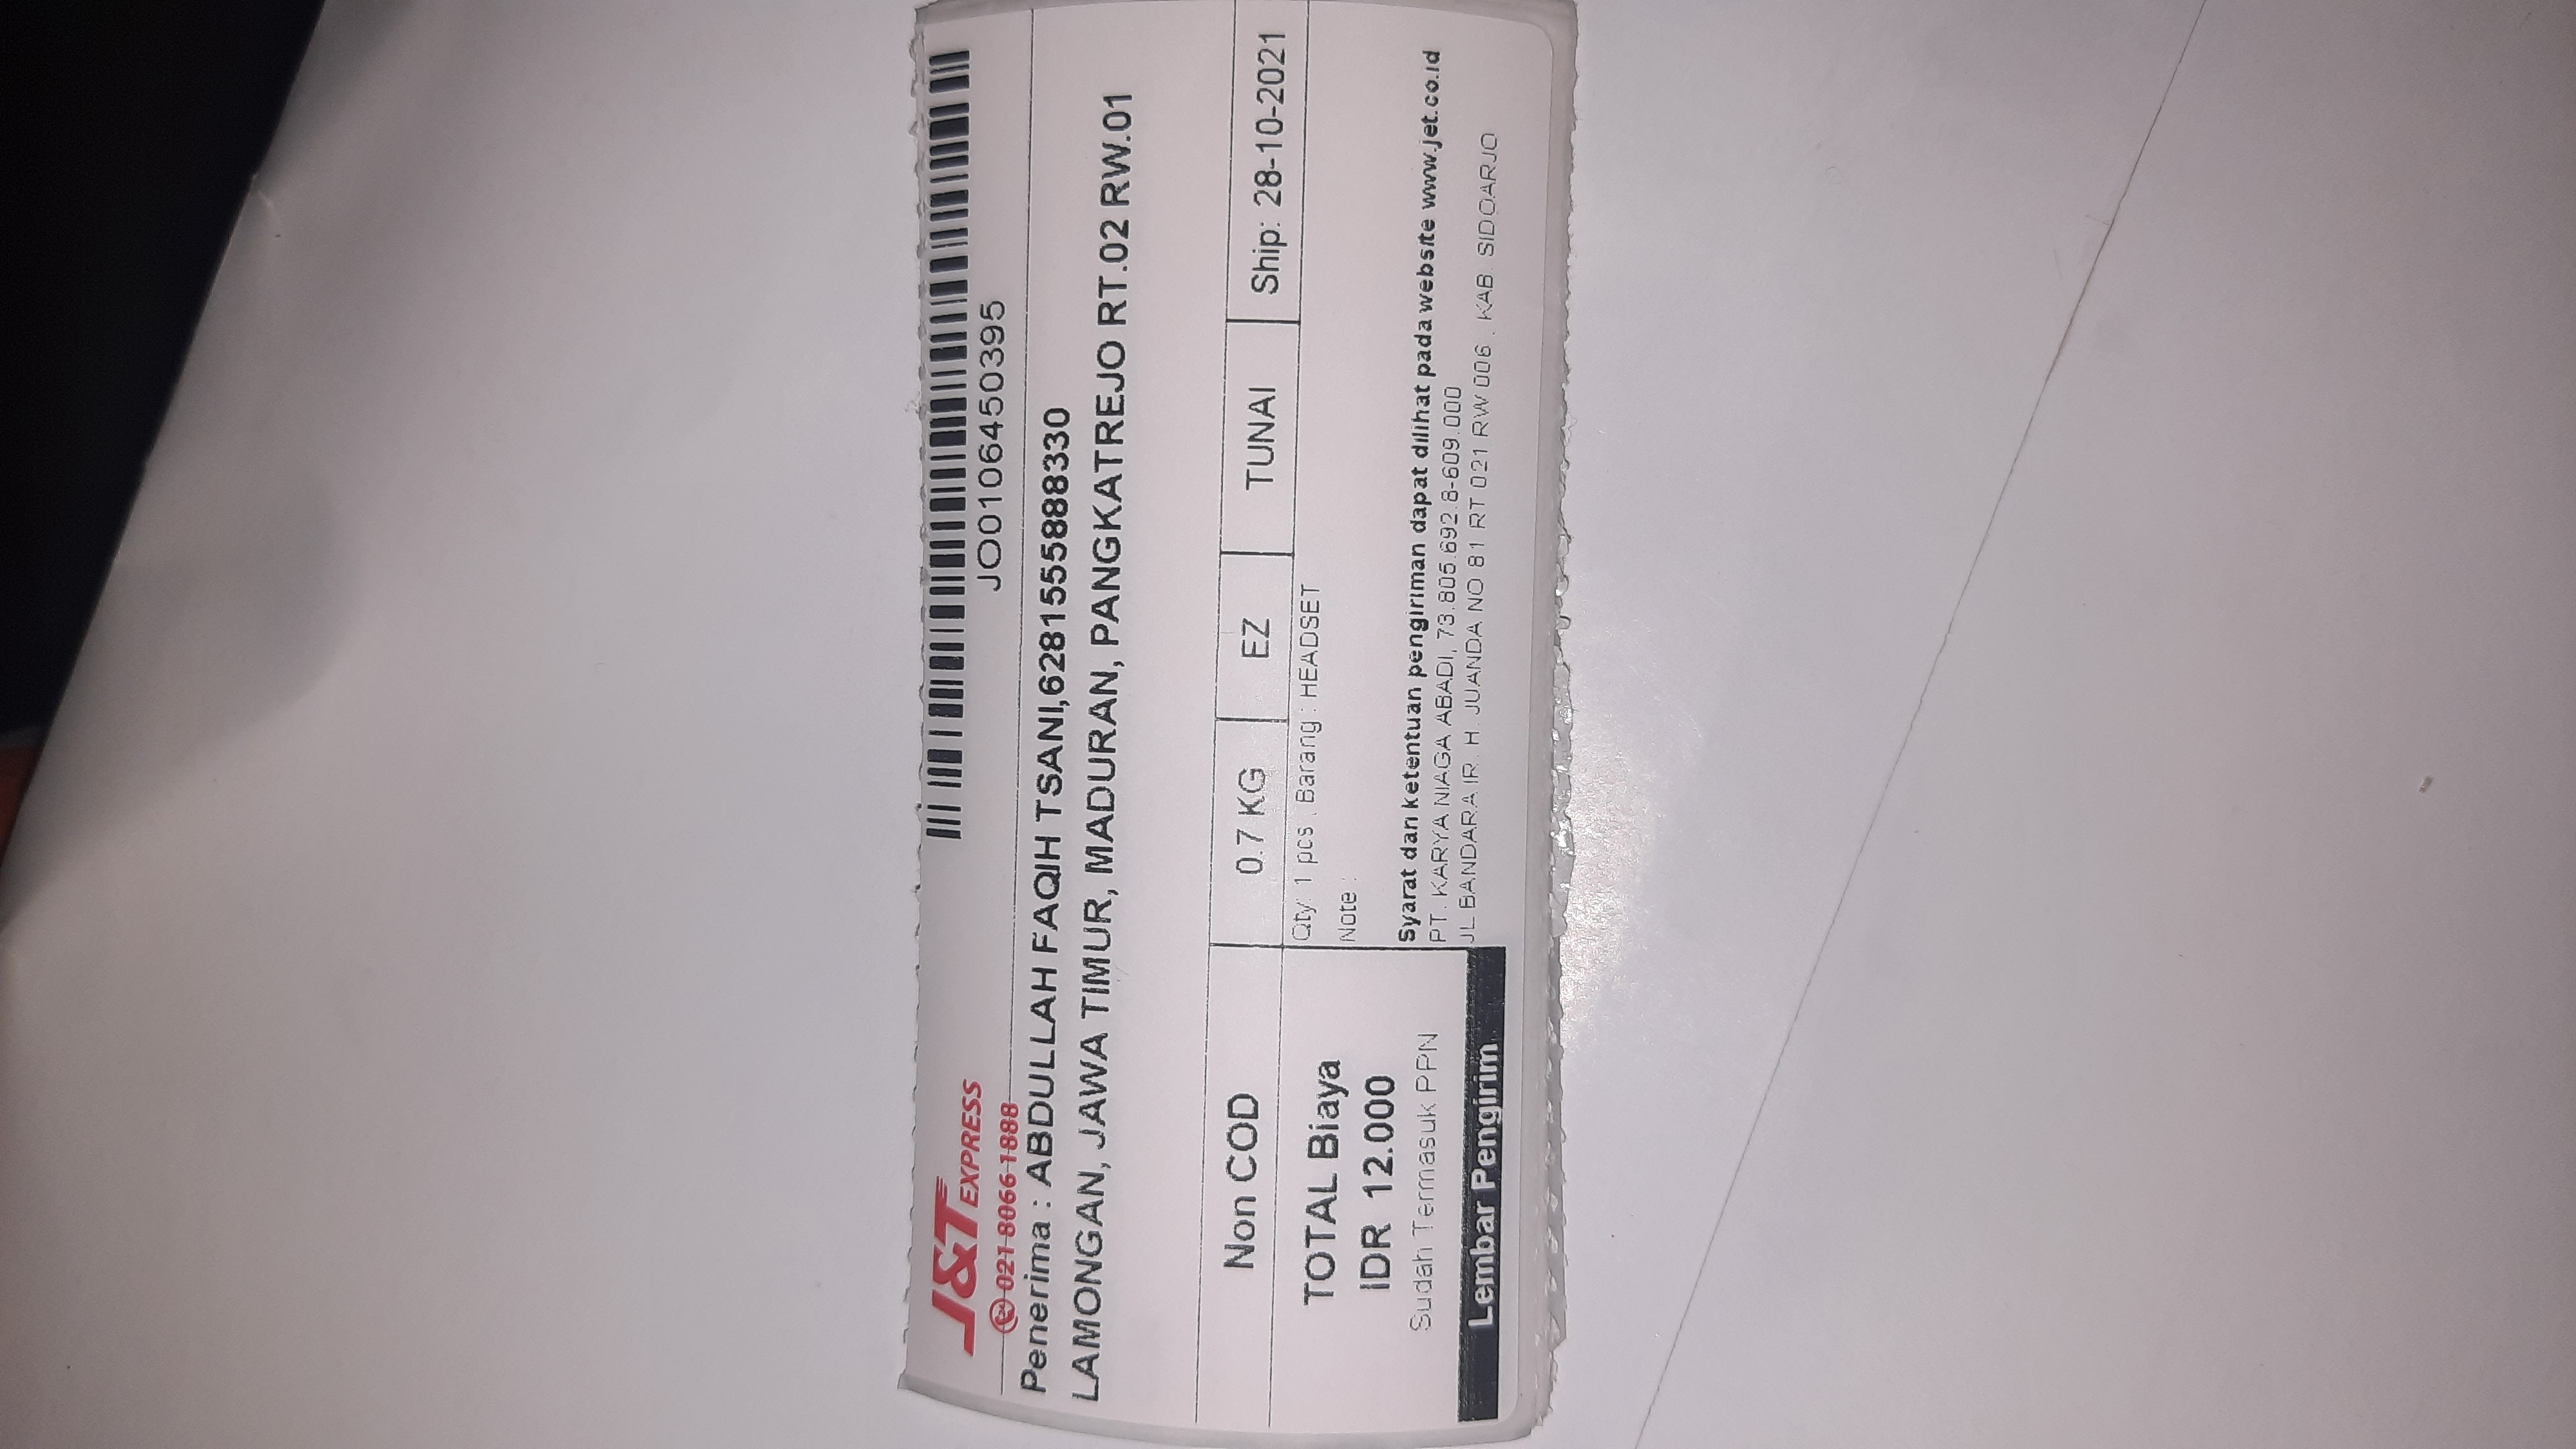 J&T EXPRESS
021 8066 1888
JO0106450395
Penerima : ABDULLAH FAQIH TSANI,6281555888330
LAMONGAN, JAWA TIMUR, MADURAN, PANGKATREJO RT.02 RW.01
Non COD
0.7 KG
EZ
TUNAI
Ship: 28-10-2021
TOTAL Biaya
IDR 12.000
Sudah Termasuk PPN
Lembar Pengirim
Qty: 1 pcs , Barang : HEADSET
Note :
Syarat dan ketentuan pengiriman dapat dilihat pada website www.jet.co.id
PT. KARYA NIAGA ABADI, 73.805.692.8-609.000
JL BANDARA IR. H. JUANDA NO 81 RT 021 RW 006 , KAB. SIDOARJO